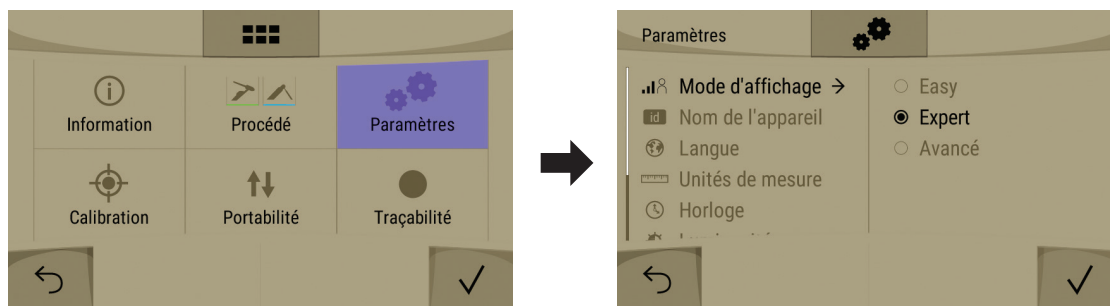 Information
Procédé
Paramètres
Calibration
Portabilité
Traçabilité
Paramètres
Mode d'affichage →
id Nom de l'appareil
Langue
Unités de mesure
Horloge
Easy
Expert
Avancé